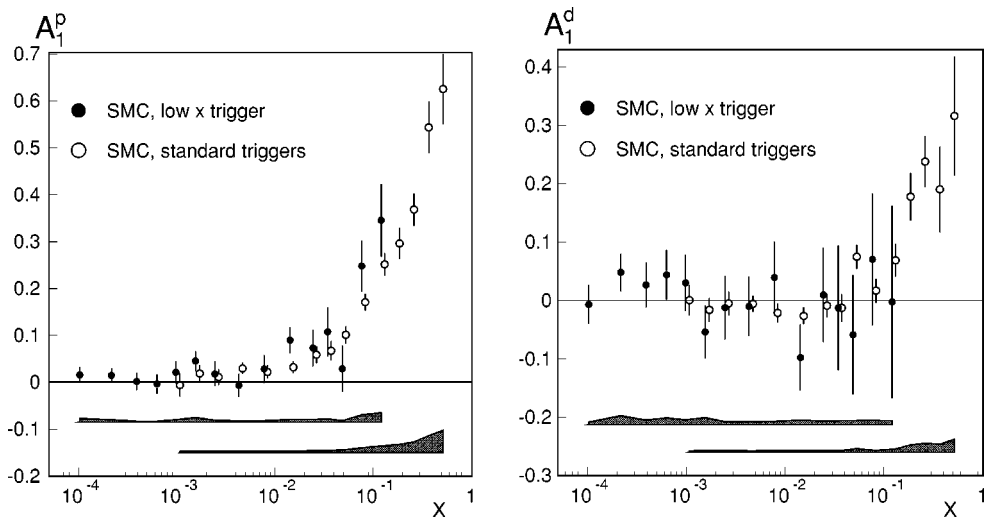 A₁ᵖ
0.7
0.6
0.5
0.4
0.3
0.2
0.1
0
-0.1
-0.2
SMC, low x trigger
SMC, standard triggers
10⁻⁴ 10⁻³ 10⁻² 10⁻¹ 1
X
A₁ᵈ
0.4
0.3
0.2
0.1
0
-0.1
-0.2
-0.3
SMC, low x trigger
SMC, standard triggers
10⁻⁴ 10⁻³ 10⁻² 10⁻¹ 1
X